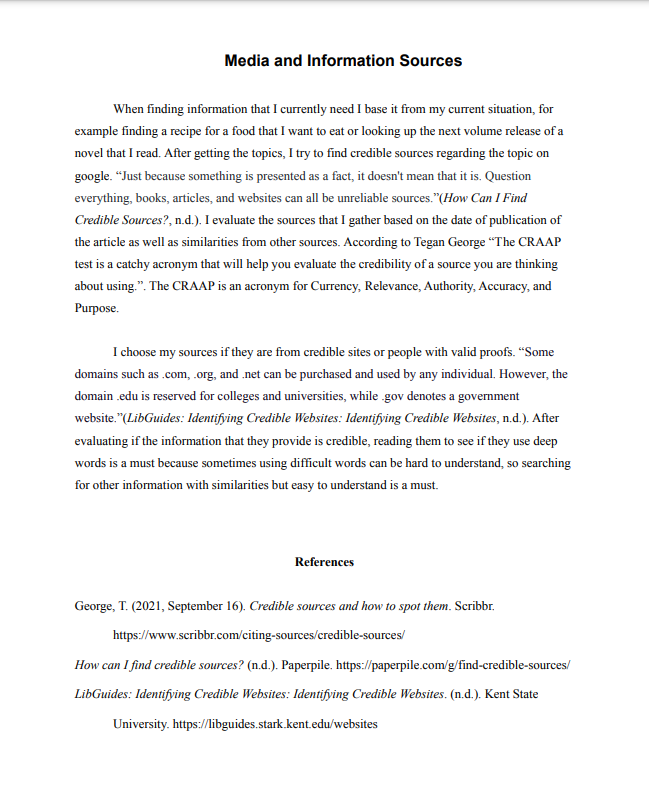 Media and Information Sources
When finding information that I currently need I base it from my current situation, for
example finding a recipe for a food that I want to eat or looking up the next volume release of a
novel that I read. After getting the topics, I try to find credible sources regarding the topic on
google. “Just because something is presented as a fact, it doesn't mean that it is. Question
everything, books, articles, and websites can all be unreliable sources.”(How Can I Find
Credible Sources?, n.d.). I evaluate the sources that I gather based on the date of publication of
the article as well as similarities from other sources. According to Tegan George “The CRAAP
test is a catchy acronym that will help you evaluate the credibility of a source you are thinking
about using.”. The CRAAP is an acronym for Currency, Relevance, Authority, Accuracy, and
Purpose.
I choose my sources if they are from credible sites or people with valid proofs. “Some
domains such as .com, .org, and .net can be purchased and used by any individual. However, the
domain .edu is reserved for colleges and universities, while .gov denotes a government
website.”(LibGuides: Identifying Credible Websites: Identifying Credible Websites, n.d.). After
evaluating if the information that they provide is credible, reading them to see if they use deep
words is a must because sometimes using difficult words can be hard to understand, so searching
for other information with similarities but easy to understand is a must.
References
George, T. (2021, September 16). Credible sources and how to spot them. Scribbr.
https://www.scribbr.com/citing-sources/credible-sources/
How can I find credible sources? (n.d.). Paperpile. https://paperpile.com/g/find-credible-sources/
LibGuides: Identifying Credible Websites: Identifying Credible Websites. (n.d.). Kent State
University. https://libguides.stark.kent.edu/websites